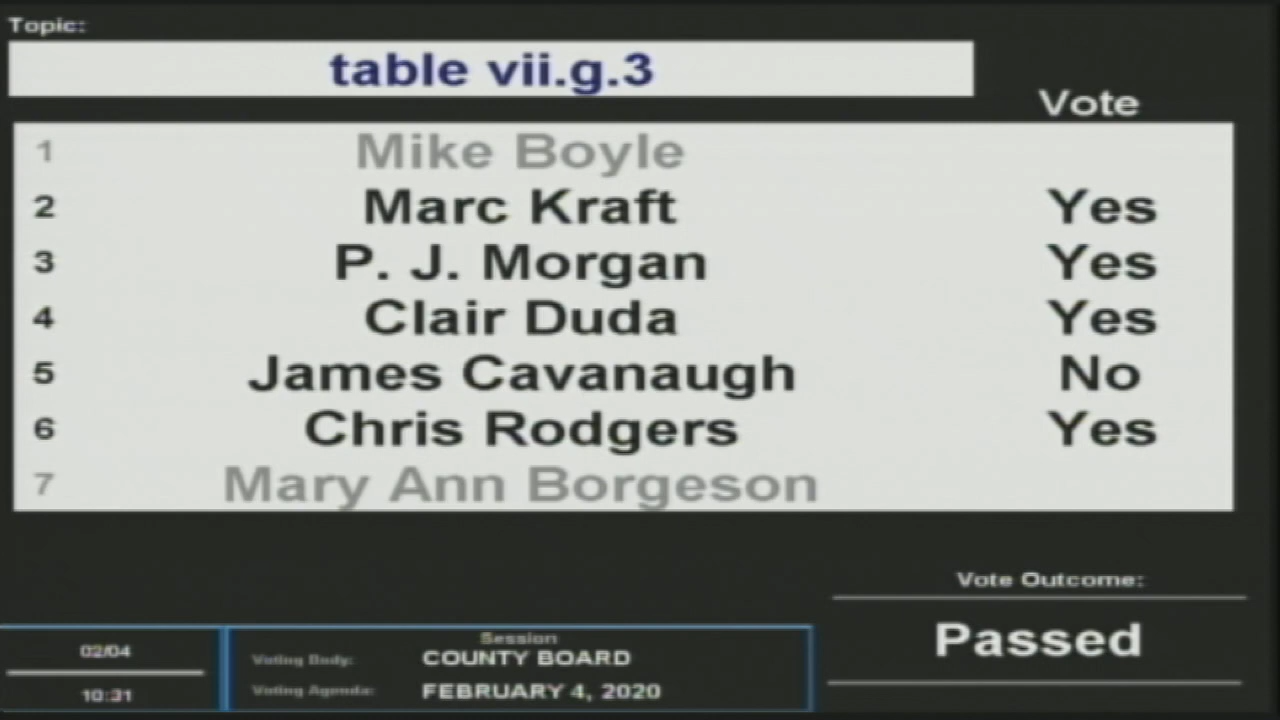 Topic:
table vii.g.3
Vote
1 Mike Boyle
2 Marc Kraft Yes
3 P. J. Morgan Yes
4 Clair Duda Yes
5 James Cavanaugh No
6 Chris Rodgers Yes
7 Mary Ann Borgeson
Vote Outcome:
Passed
02/04
10:31
Session
Voting Body: COUNTY BOARD
Voting Agenda: FEBRUARY 4, 2020